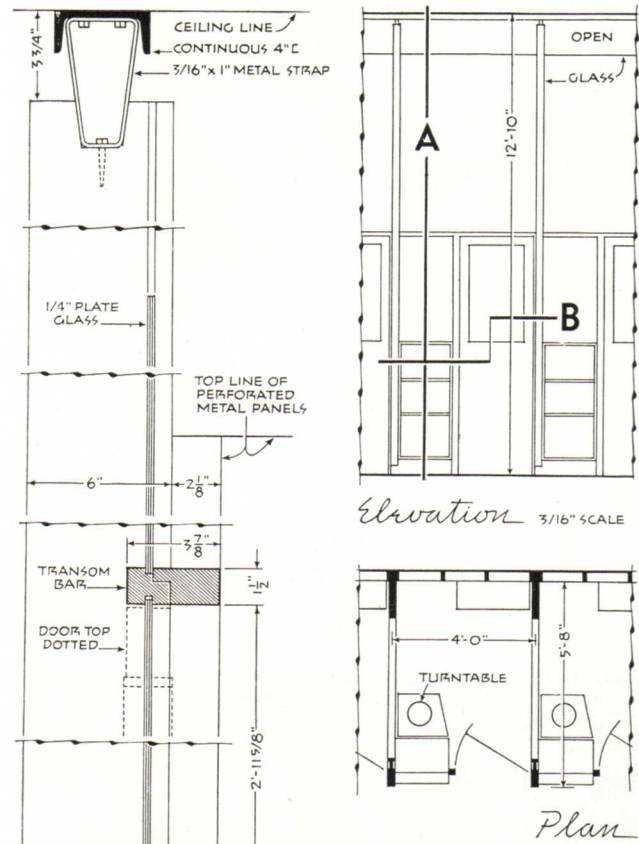 3 3/4"
CEILING LINE
CONTINUOUS 4" [
3/16" x 1" METAL STRAP
1/4" PLATE
GLASS
TOP LINE OF
PERFORATED
METAL PANELS
6"
2 1/8"
3 7/8"
TRANSOM
BAR
1 1/2"
DOOR TOP
DOTTED
2'-11 5/8"
OPEN
GLASS
A
12'-10"
B
Elevation 3/16" SCALE
4'-0"
5'-8"
TURNTABLE
Plan